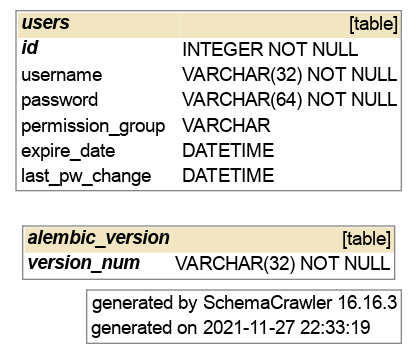 users [table]
id INTEGER NOT NULL
username VARCHAR(32) NOT NULL
password VARCHAR(64) NOT NULL
permission_group VARCHAR
expire_date DATETIME
last_pw_change DATETIME
alembic_version [table]
version_num VARCHAR(32) NOT NULL
generated by SchemaCrawler 16.16.3
generated on 2021-11-27 22:33:19